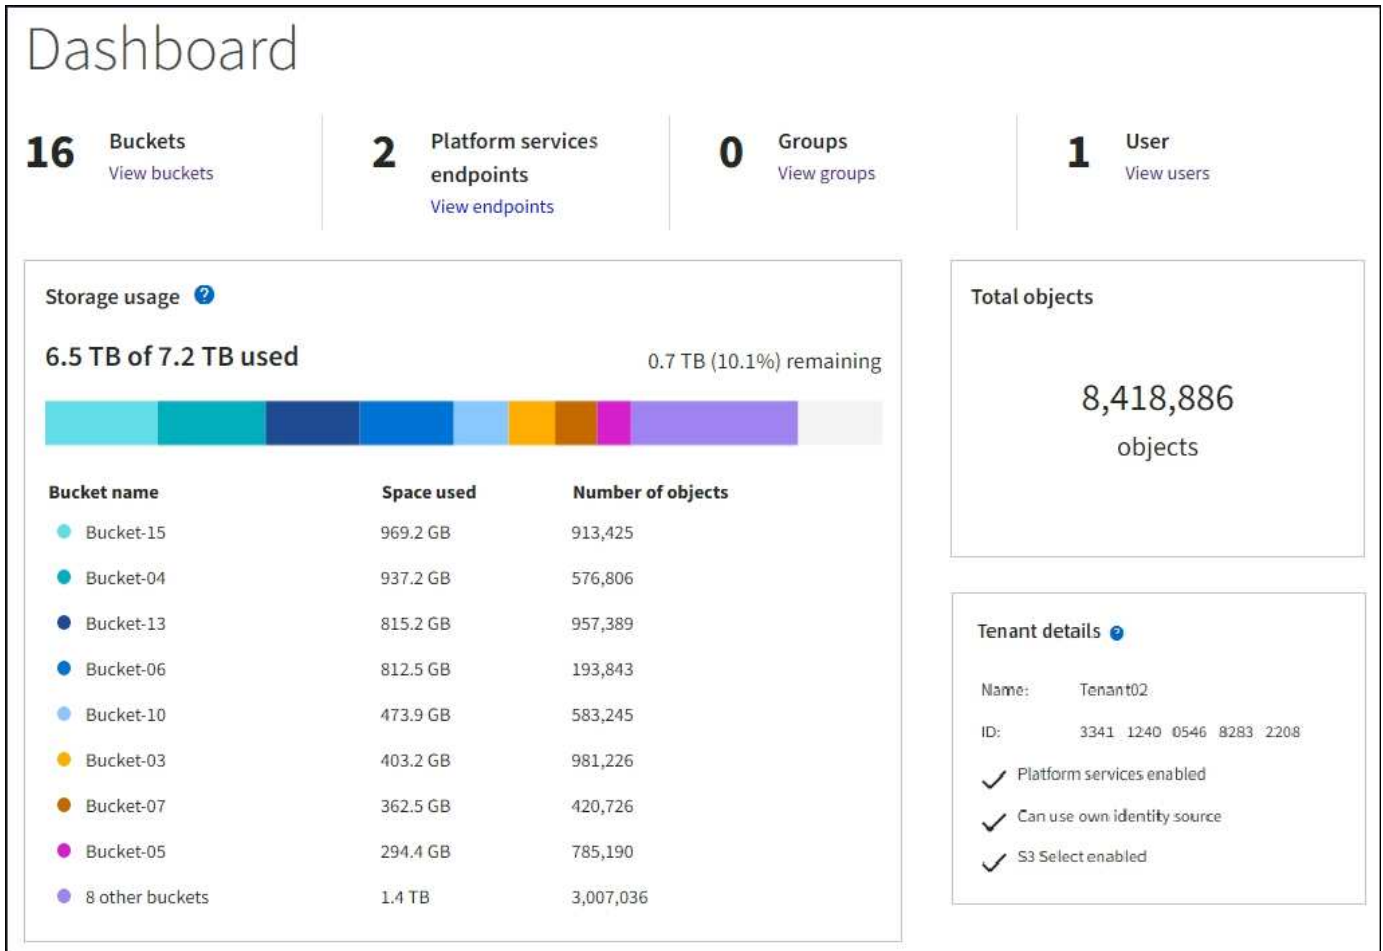 Dashboard
16 Buckets
View buckets
2 Platform services
endpoints
View endpoints
0 Groups
View groups
1 User
View users
Storage usage ?
6.5 TB of 7.2 TB used
0.7 TB (10.1%) remaining
Bucket name Space used Number of objects
Bucket-15 969.2 GB 913,425
Bucket-04 937.2 GB 576,806
Bucket-13 815.2 GB 957,389
Bucket-06 812.5 GB 193,843
Bucket-10 473.9 GB 583,245
Bucket-03 403.2 GB 981,226
Bucket-07 362.5 GB 420,726
Bucket-05 294.4 GB 785,190
8 other buckets 1.4 TB 3,007,036
Total objects
8,418,886
objects
Tenant details ?
Name: Tenant02
ID: 3341 1240 0546 8283 2208
Platform services enabled
Can use own identity source
S3 Select enabled